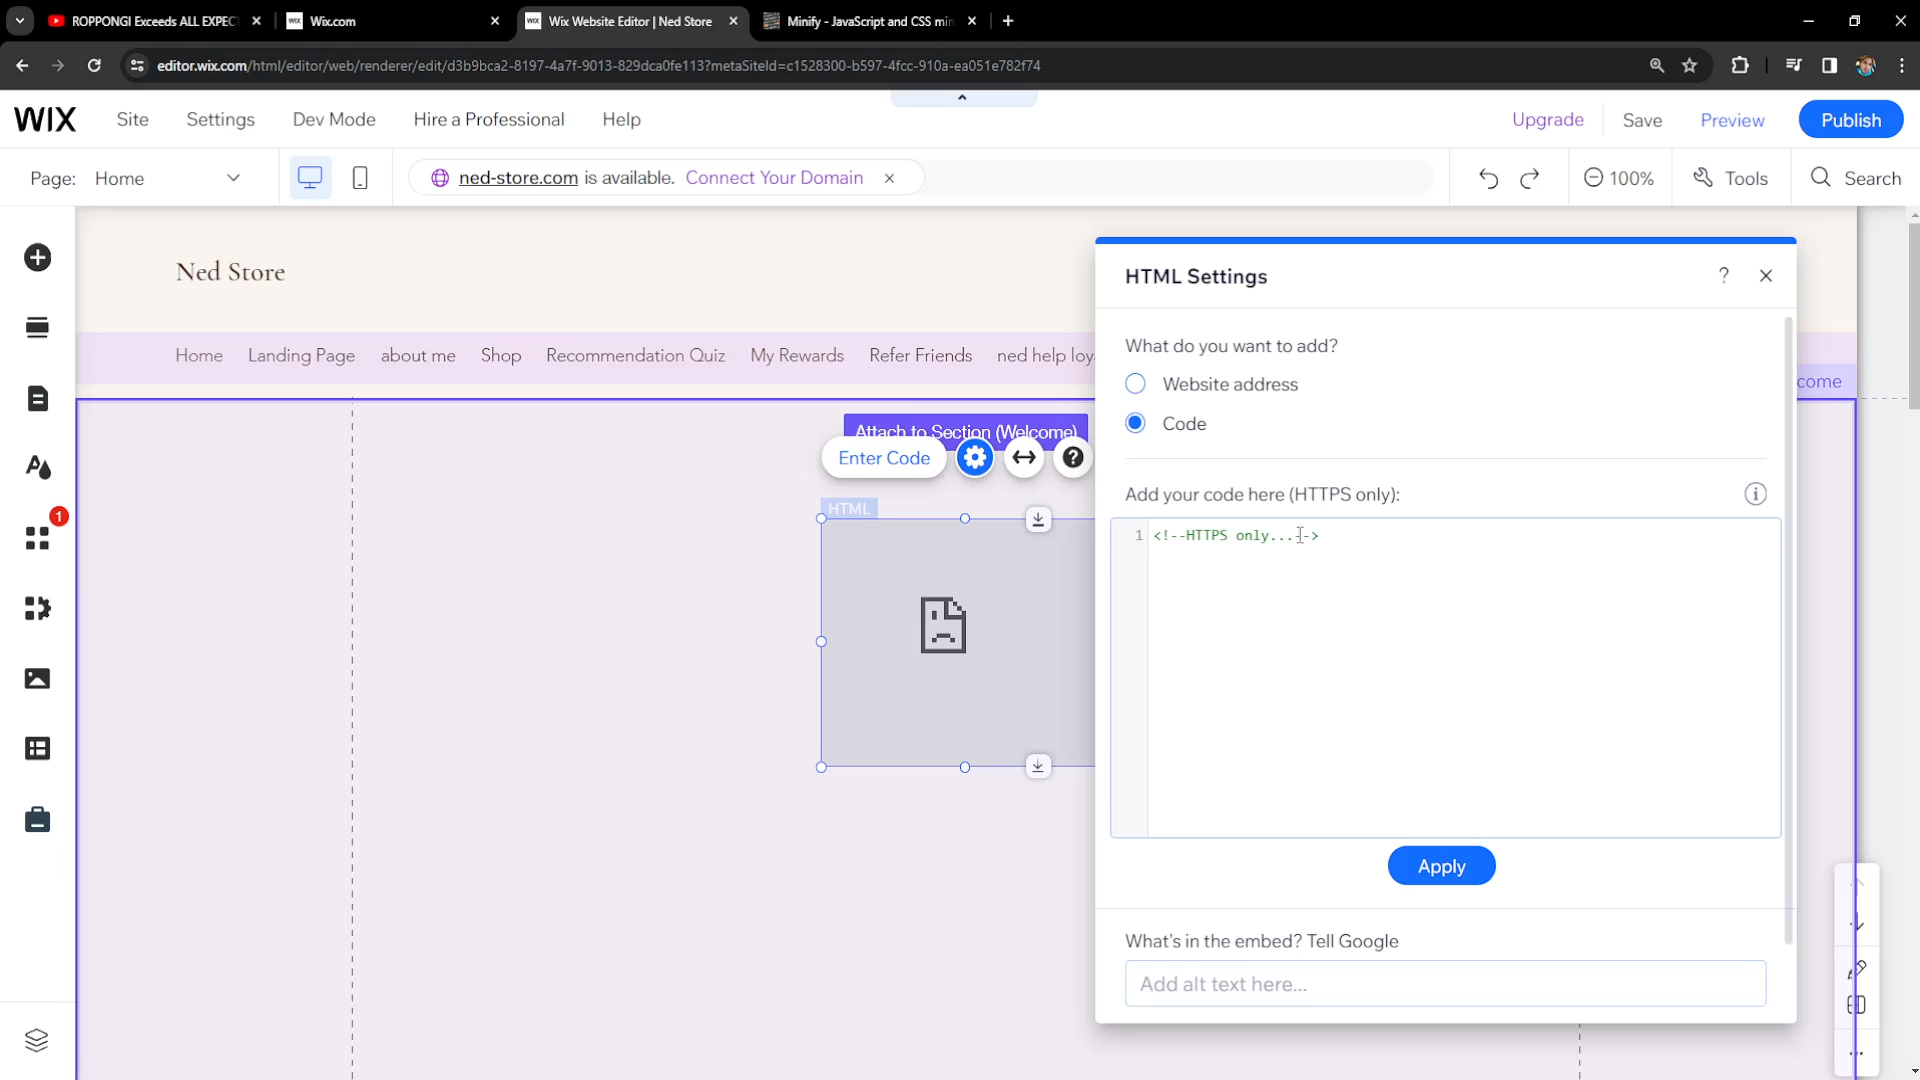 ROPPONGI Exceeds ALL EXPECT
Wix.com
Wix Website Editor | Ned Store
Minify - JavaScript and CSS min
editor.wix.com/html/editor/web/renderer/edit/d3b9bca2-8197-4a7f-9013-829dca0fe113?metaSiteId=c1528300-b597-4fcc-910a-ea051e782f74
WIX Site Settings Dev Mode Hire a Professional Help Upgrade Save Preview Publish
Page: Home ned-store.com is available. Connect Your Domain 100% Tools Search
Ned Store
Home Landing Page about me Shop Recommendation Quiz My Rewards Refer Friends ned help loy
come
Attach to Section (Welcome)
Enter Code
HTML
1
HTML Settings
What do you want to add?
Website address
Code
Add your code here (HTTPS only):
1 <!--HTTPS only...-->
Apply
What's in the embed? Tell Google
Add alt text here...